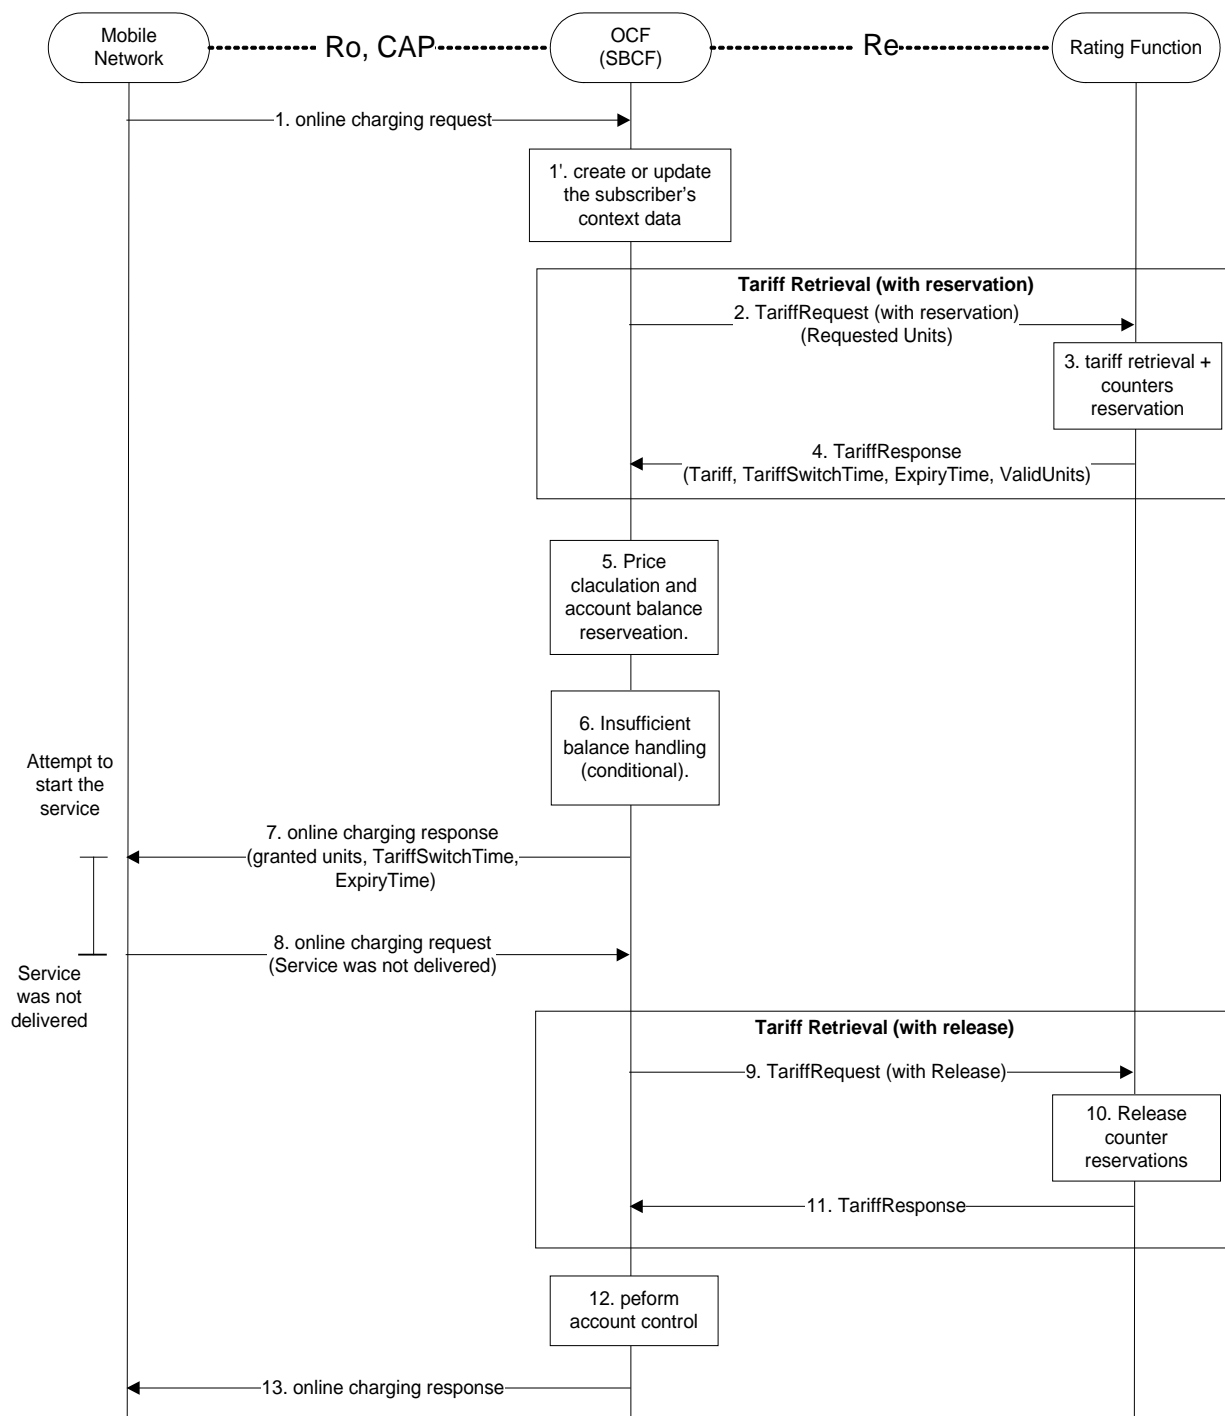 Mobile
Network
Ro, CAP
OCF
(SBCF)
Re
Rating Function
1. online charging request
1'. create or update
the subscriber's
context data
Tariff Retrieval (with reservation)
2. TariffRequest (with reservation)
(Requested Units)
3. tariff retrieval +
counters
reservation
4. TariffResponse
(Tariff, TariffSwitchTime, ExpiryTime, ValidUnits)
5. Price
claculation and
account balance
reserveation.
6. Insufficient
balance handling
(conditional).
Attempt to
start the
service
7. online charging response
(granted units, TariffSwitchTime,
ExpiryTime)
8. online charging request
(Service was not delivered)
Service
was not
delivered
Tariff Retrieval (with release)
9. TariffRequest (with Release)
10. Release
counter
reservations
11. TariffResponse
12. peform
account control
13. online charging response